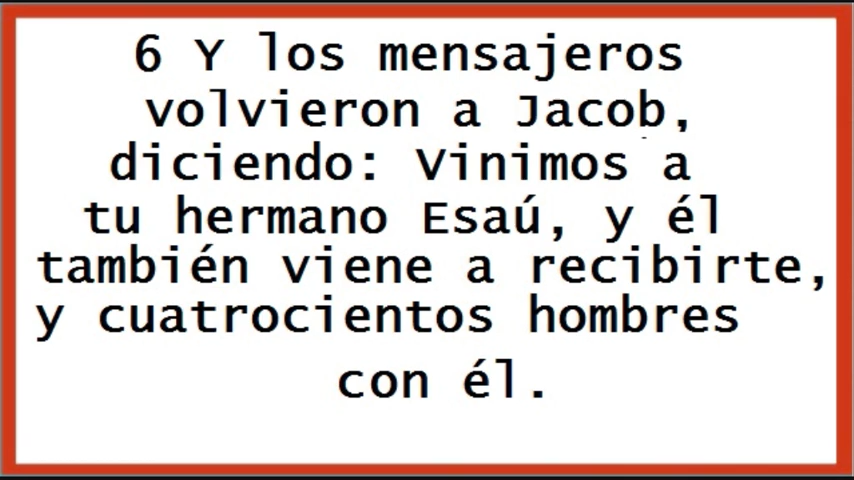 6 Y los mensajeros
volvieron a Jacob,
diciendo: Vinimos a
tu hermano Esaú, y él
también viene a recibirte,
y cuatrocientos hombres
con él.